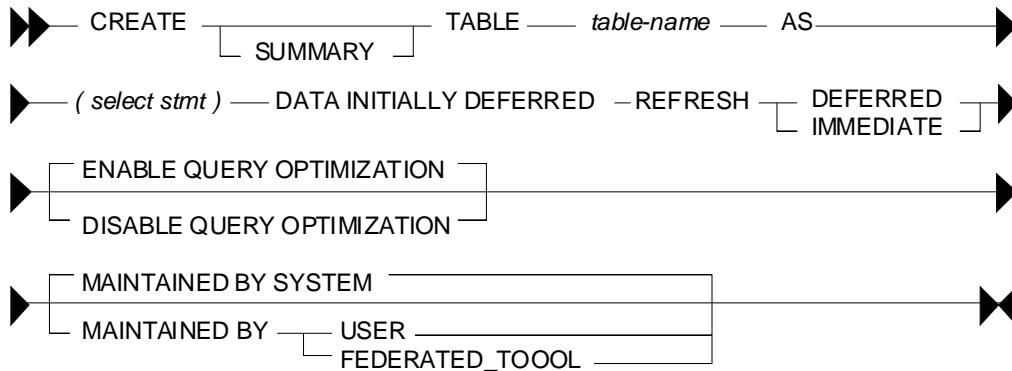 CREATE SUMMARY TABLE table-name AS
( select stmt ) DATA INITIALLY DEFERRED REFRESH DEFERRED
IMMEDIATE
ENABLE QUERY OPTIMIZATION
DISABLE QUERY OPTIMIZATION
MAINTAINED BY SYSTEM
MAINTAINED BY USER
FEDERATED_TOOOL